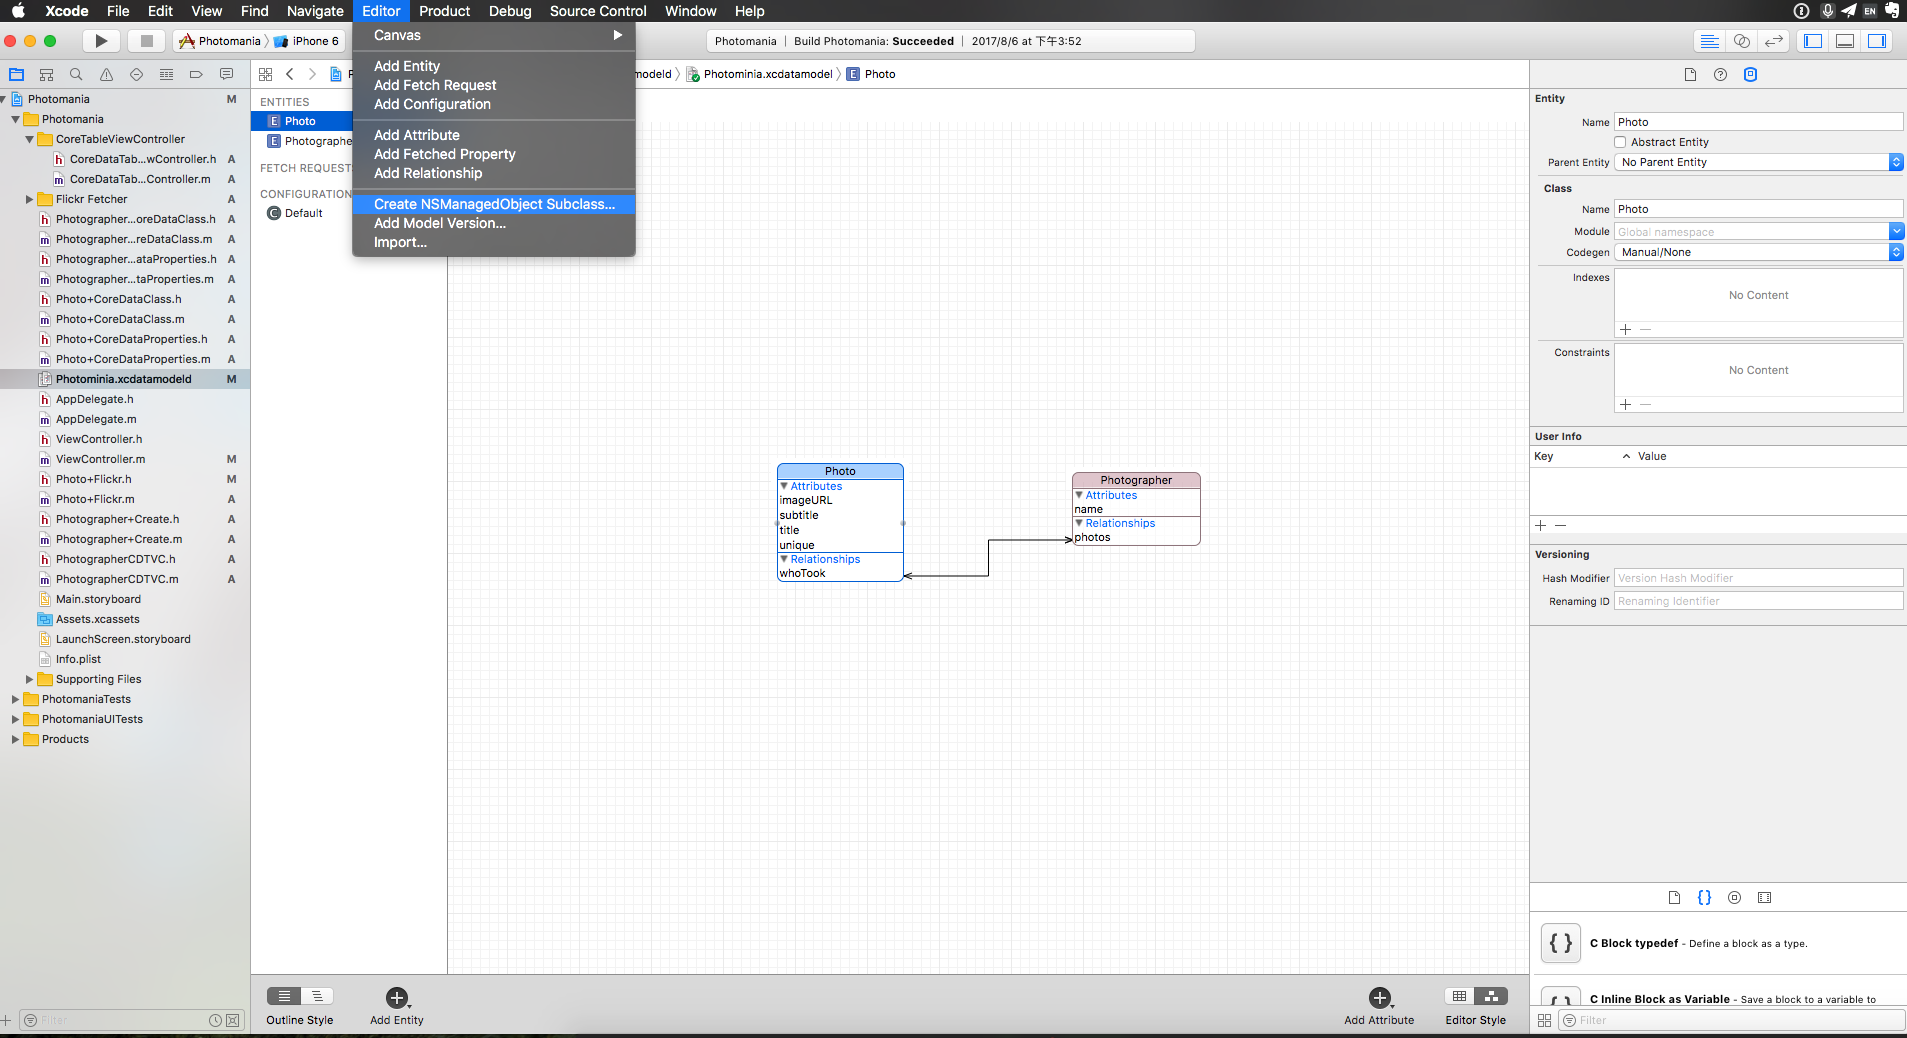 Xcode File Edit View Find Navigate Editor Product Debug Source Control Window Help EN
Photomania iPhone 6
Photomania | Build Photomania: Succeeded | 2017/8/6 at 下午3:52
Canvas
Add Entity
Add Fetch Request
Add Configuration
Add Attribute
Add Fetched Property
Add Relationship
Create NSManagedObject Subclass...
Add Model Version...
Import...
modeld Photominia.xcdatamodel E Photo
Photomania M
Photomania
CoreTableViewController
CoreDataTab...wController.h A
CoreDataTab...Controller.m A
Flickr Fetcher A
Photographer...oreDataClass.h A
Photographer...reDataClass.m A
Photographer...ataProperties.h A
Photographer...taProperties.m A
Photo+CoreDataClass.h A
Photo+CoreDataClass.m A
Photo+CoreDataProperties.h A
Photo+CoreDataProperties.m A
Photominia.xcdatamodeld M
AppDelegate.h
AppDelegate.m
ViewController.h
ViewController.m M
Photo+Flickr.h M
Photo+Flickr.m A
Photographer+Create.h A
Photographer+Create.m A
PhotographerCDTVC.h A
PhotographerCDTVC.m A
Main.storyboard
Assets.xcassets
LaunchScreen.storyboard
Info.plist
Supporting Files
PhotomaniaTests
PhotomaniaUITests
Products
Filter
ENTITIES
E Photo
E Photographe
FETCH REQUEST
CONFIGURATION
C Default
Photo
Attributes
imageURL
subtitle
title
unique
Relationships
whoTook
Photographer
Attributes
name
Relationships
photos
Outline Style
Add Entity
Add Attribute
Editor Style
Entity
Name Photo
Abstract Entity
Parent Entity No Parent Entity
Class
Name Photo
Module Global namespace
Codegen Manual/None
Indexes
No Content
Constraints
No Content
User Info
Key Value
Versioning
Hash Modifier Version Hash Modifier
Renaming ID Renaming Identifier
{ } C Block typedef - Define a block as a type.
C Inline Block as Variable - Save a block to a variable to
Filter